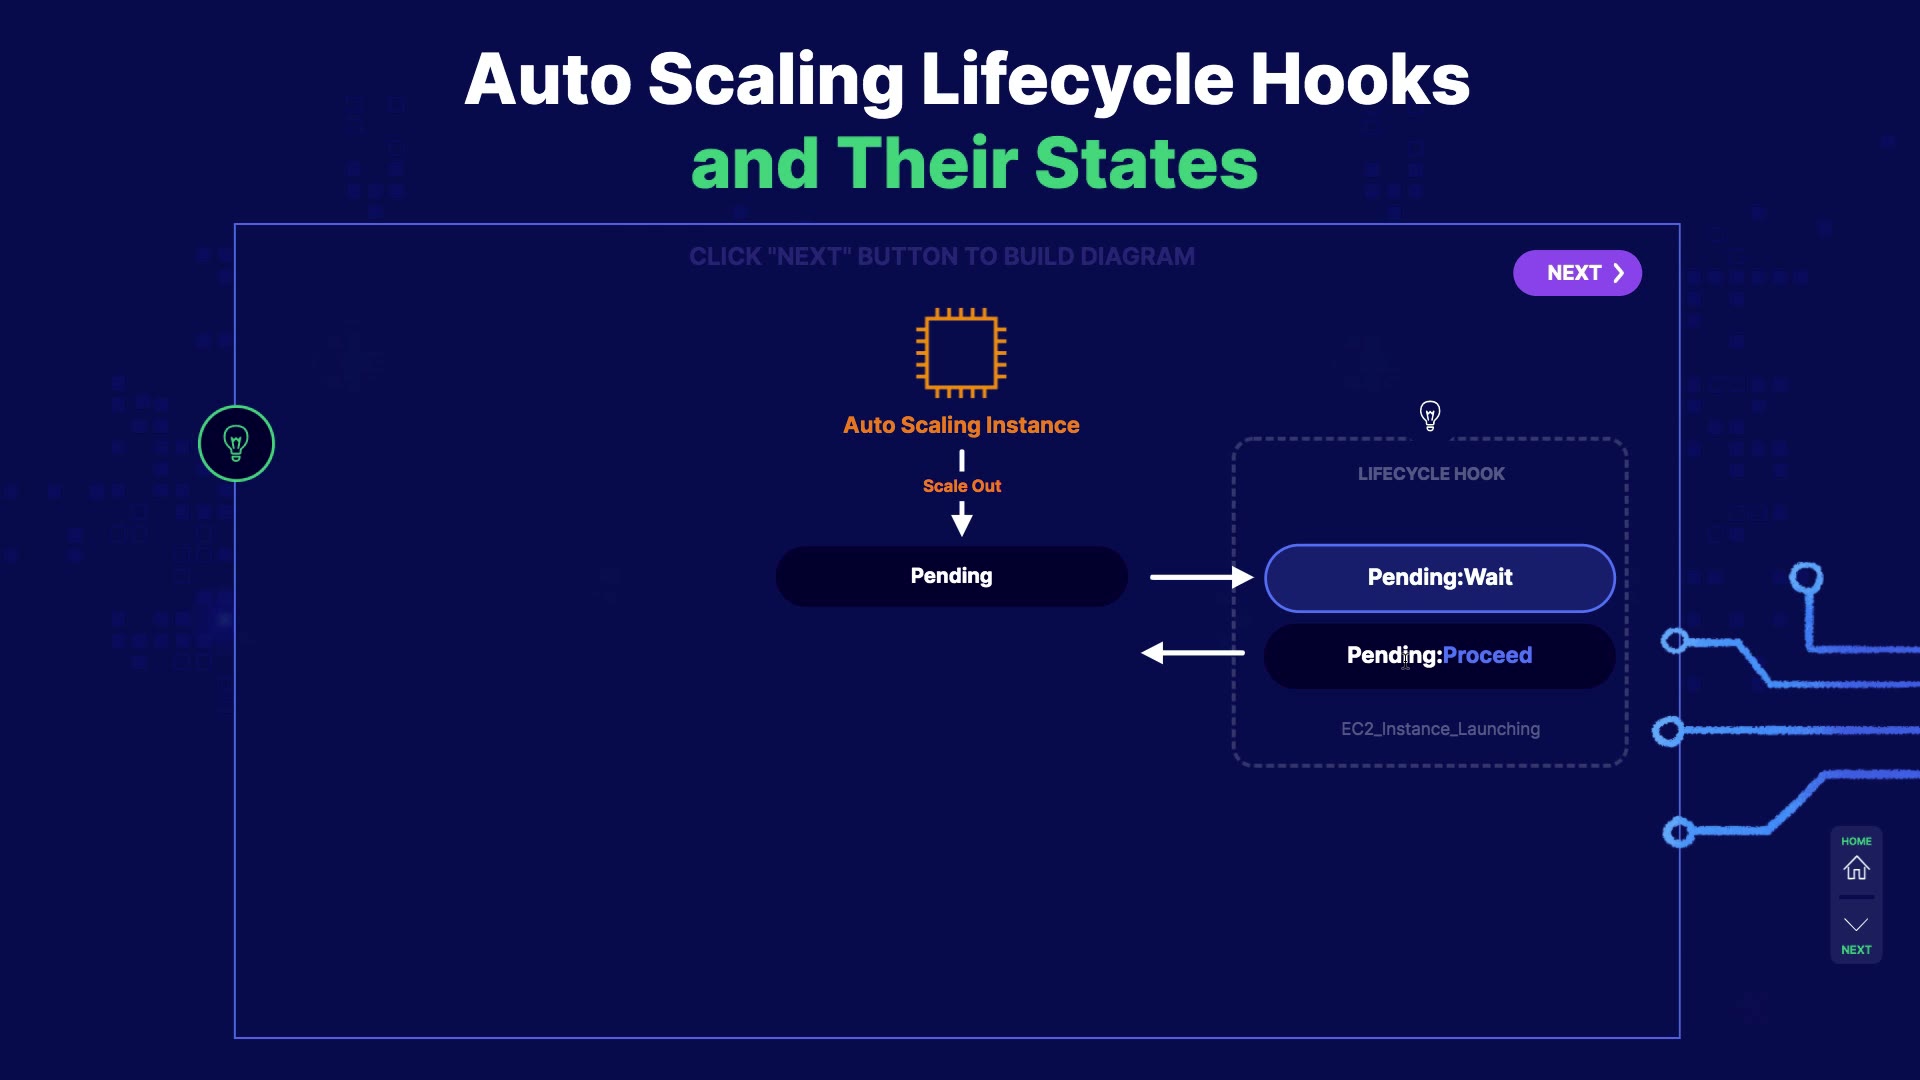 Auto Scaling Lifecycle Hooks
and Their States
CLICK "NEXT" BUTTON TO BUILD DIAGRAM
NEXT
Auto Scaling Instance
Scale Out
LIFECYCLE HOOK
Pending
Pending:Wait
Pending:Proceed
EC2_Instance_Launching
HOME
NEXT